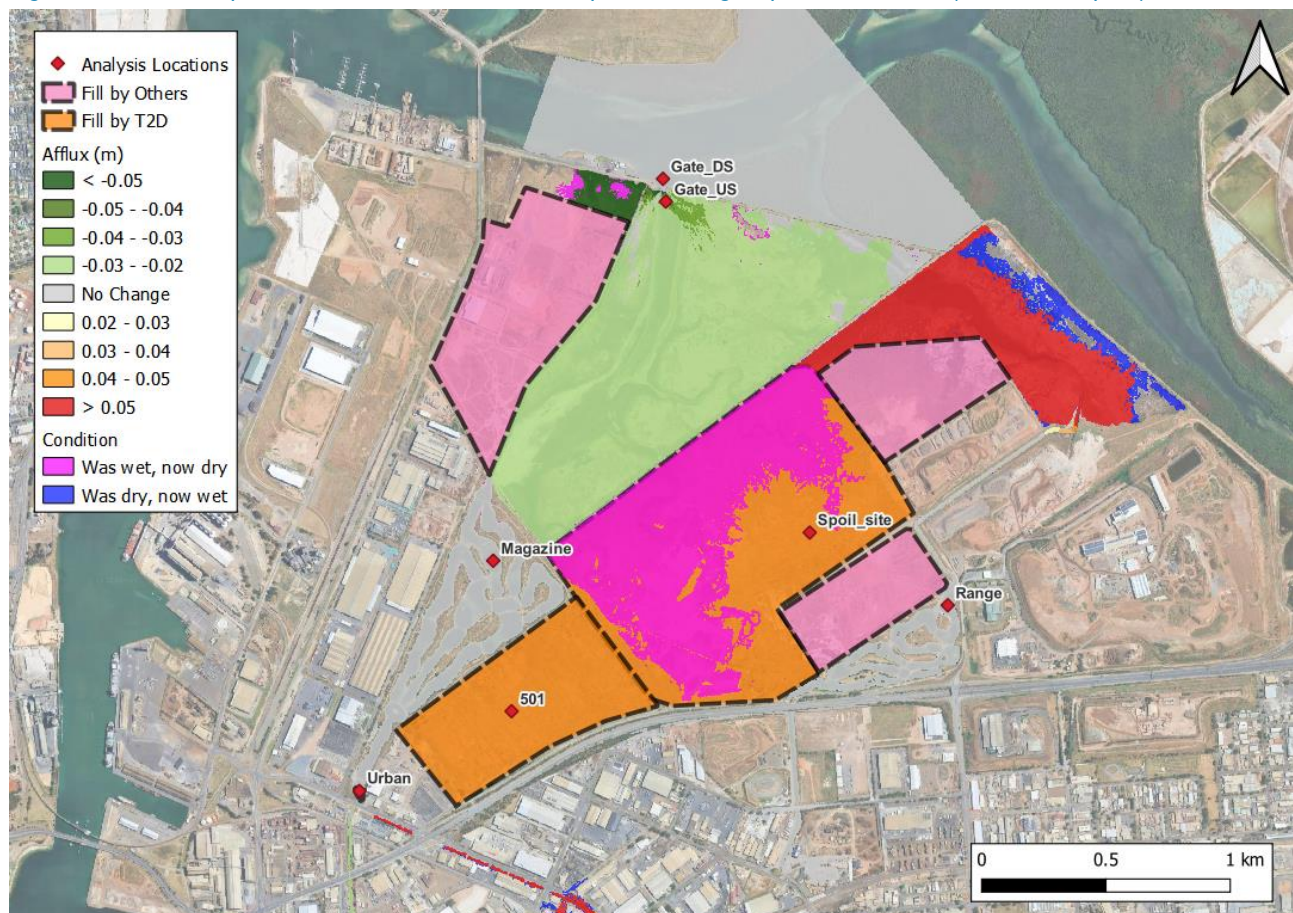 Analysis Locations
Fill by Others
Fill by T2D
Afflux (m)
< -0.05
-0.05 - -0.04
-0.04 - -0.03
-0.03 - -0.02
No Change
0.02 - 0.03
0.03 - 0.04
0.04 - 0.05
> 0.05
Condition
Was wet, now dry
Was dry, now wet
Gate_DS
Gate_US
Magazine
Spoil_site
Range
501
Urban
0 0.5 1 km